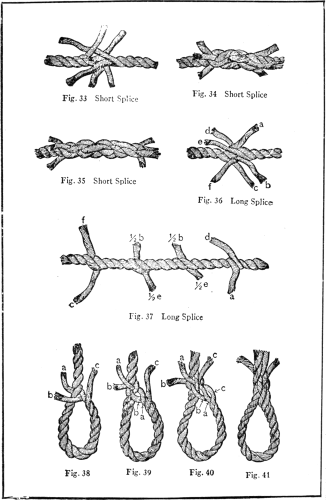 Fig. 33 Short Splice
Fig. 34 Short Splice
d a
e
f c b
Fig. 35 Short Splice
Fig. 36 Long Splice
f ½ b ½ b d
c ½ e ½ e a
Fig. 37 Long Splice
a c
b
Fig. 38
a c
b
b a
Fig. 39
a c
b c
b a
Fig. 40
Fig. 41